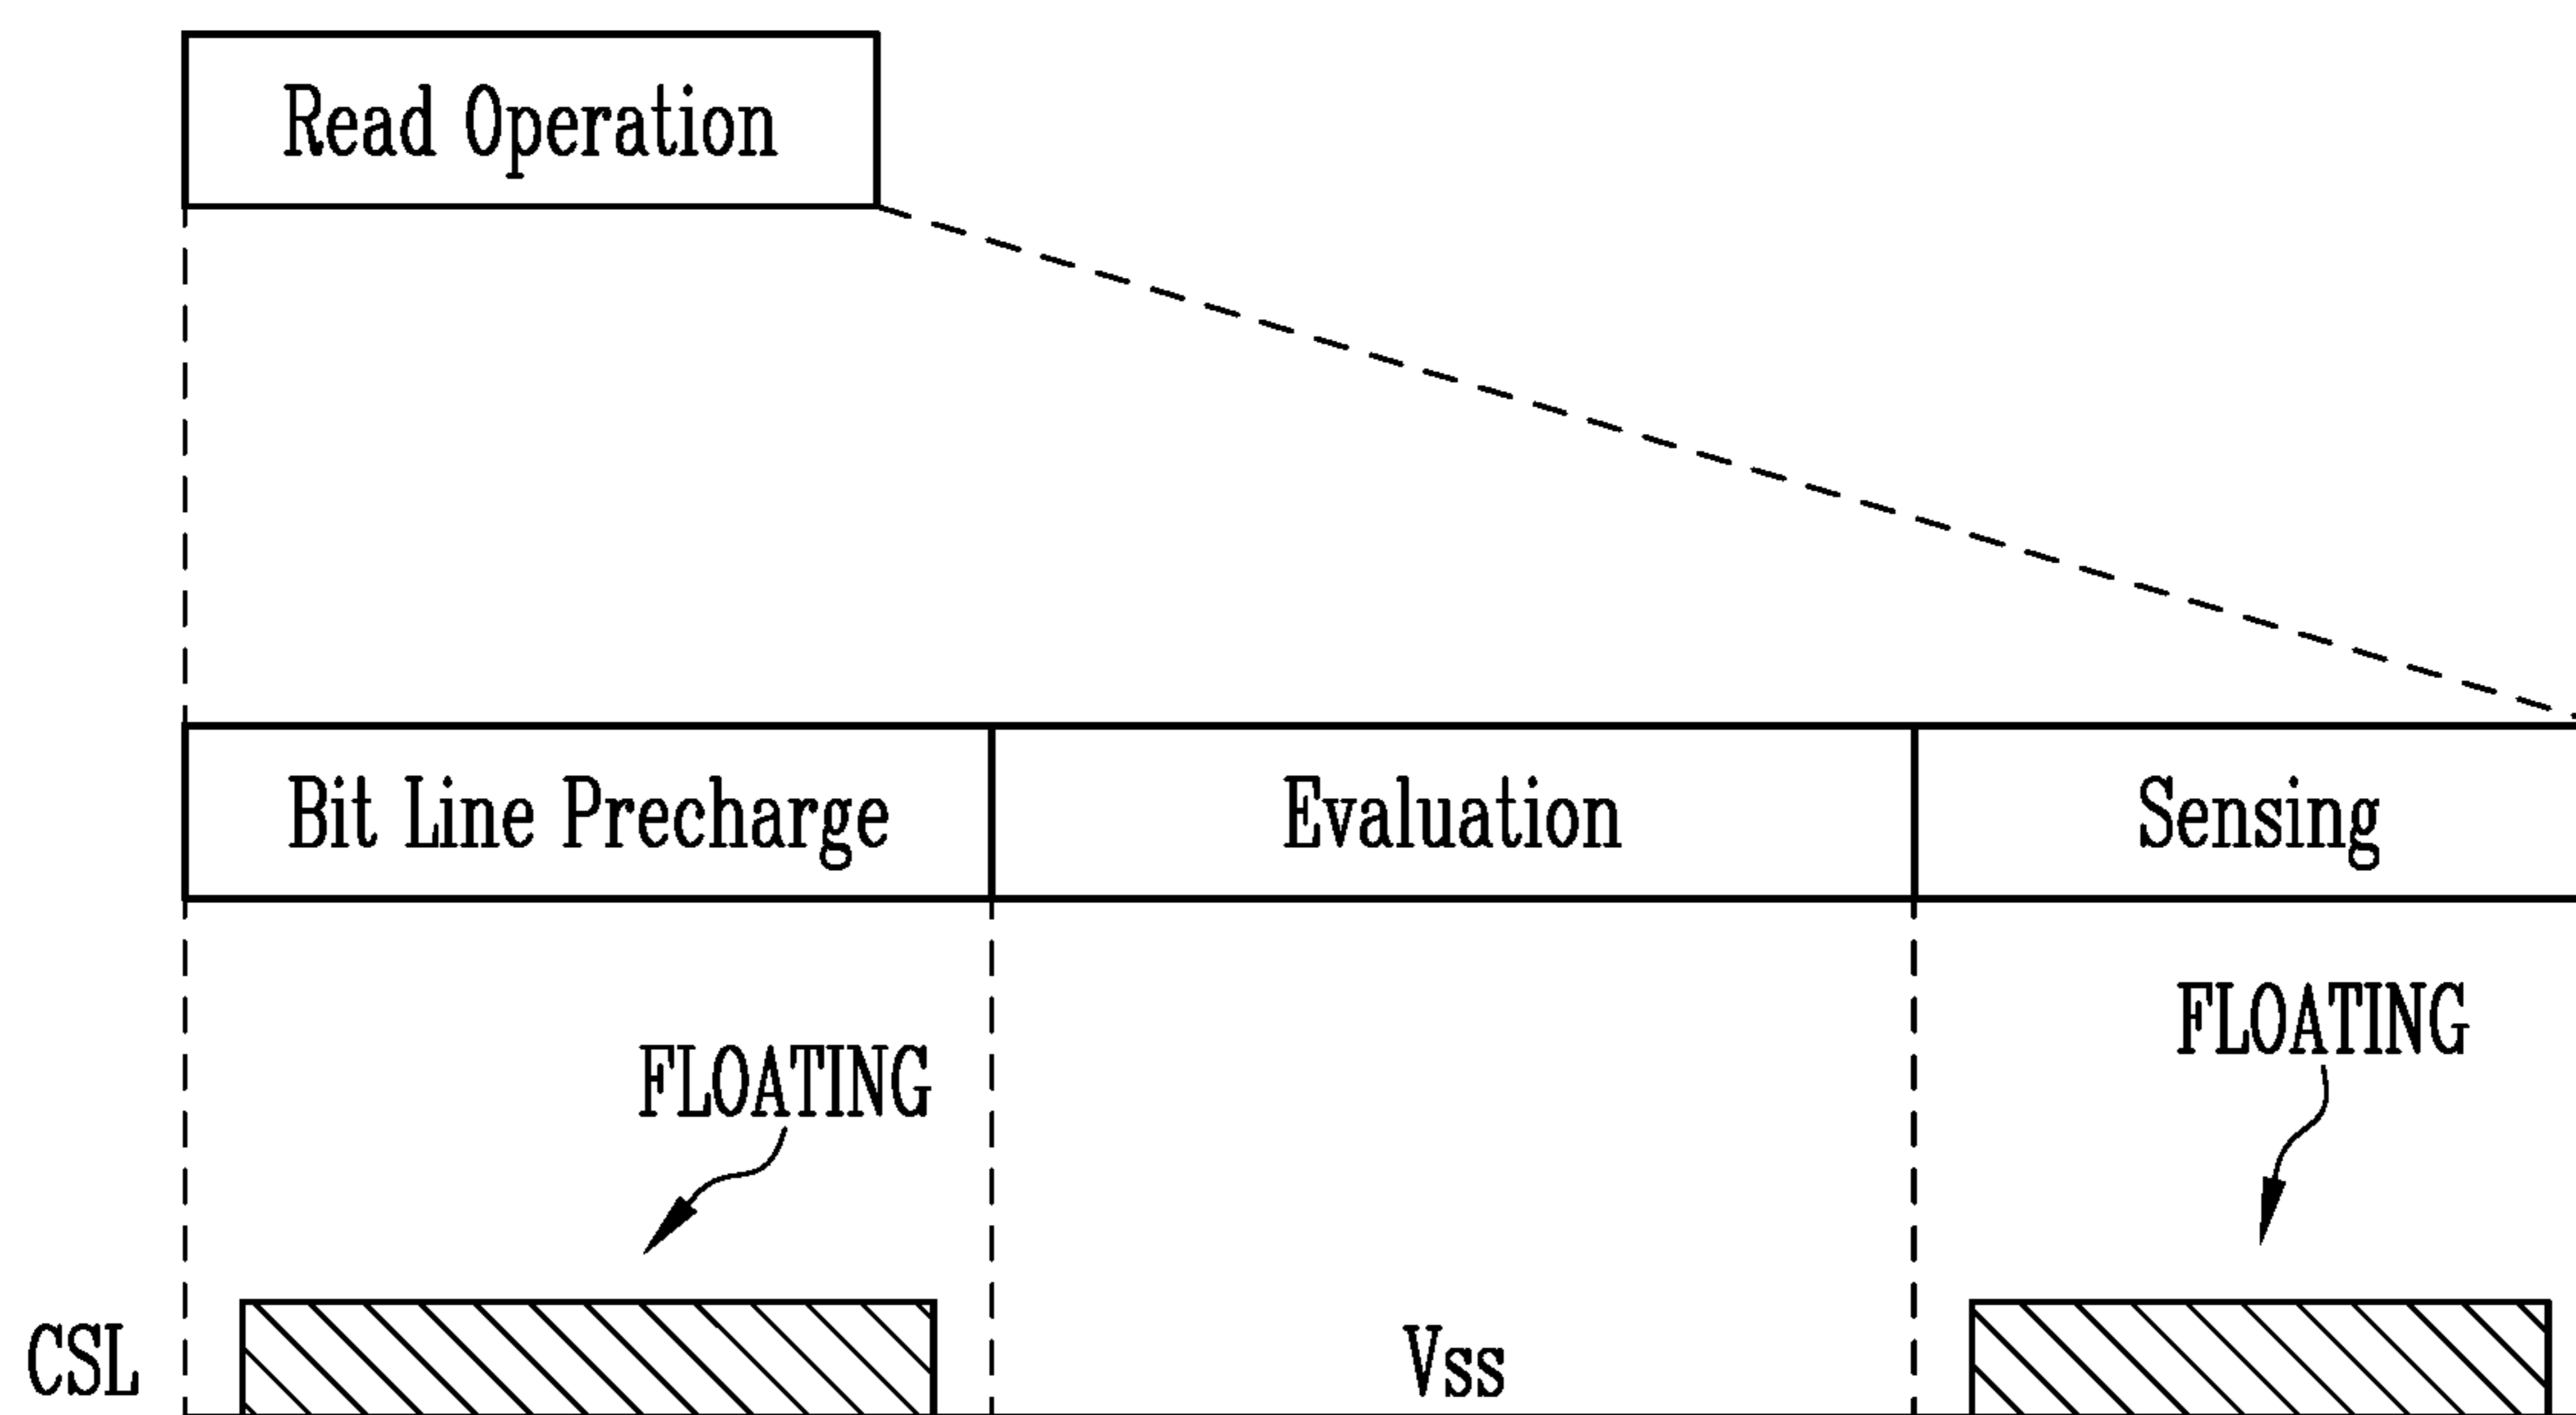 Read Operation
Bit Line Precharge
Evaluation
Sensing
FLOATING
FLOATING
CSL
Vss